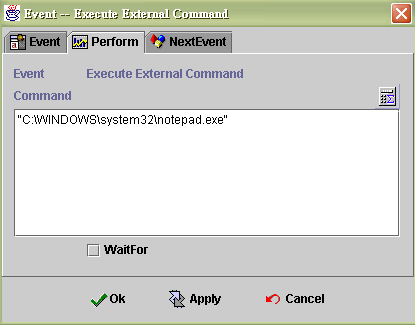 Event -- Execute External Command
Event Perform NextEvent
Event Execute External Command
Command
"C:\WINDOWS\system32\notepad.exe"
WaitFor
Ok Apply Cancel